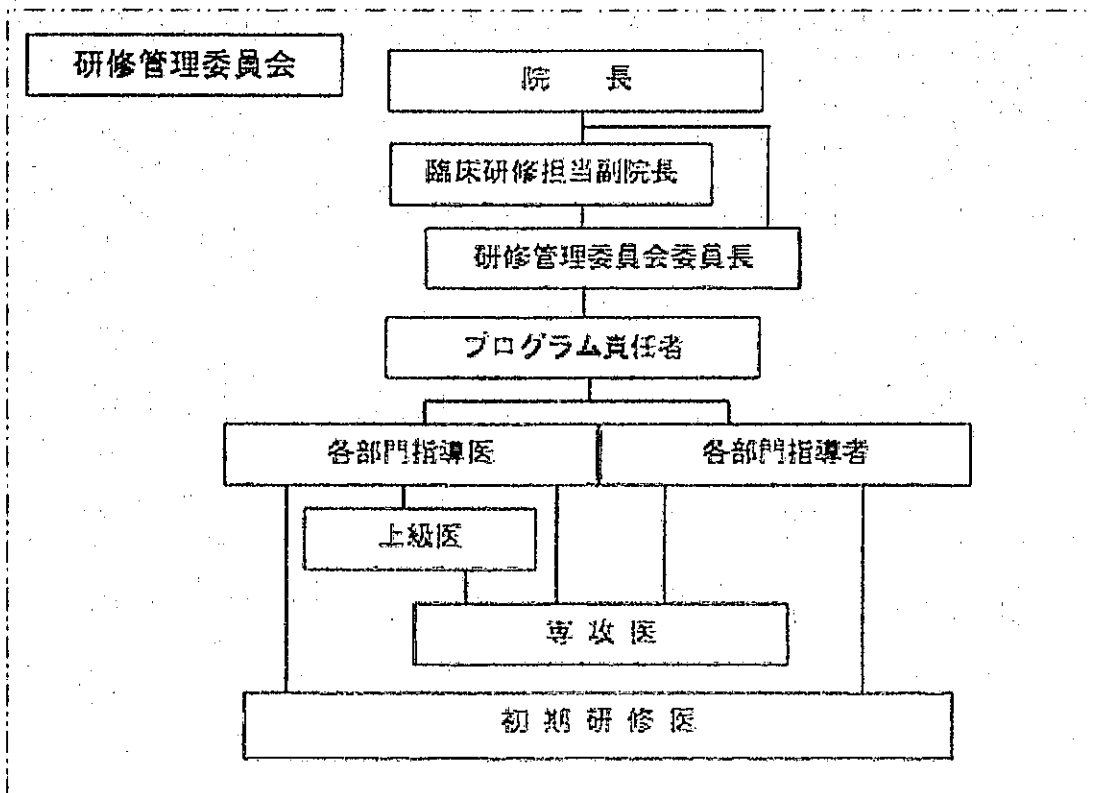 研修管理委員会
院 長
臨床研修担当副院長
研修管理委員会委員長
プログラム責任者
各部門指導医 各部門指導者
上級医
専 攻 医
初 期 研 修 医